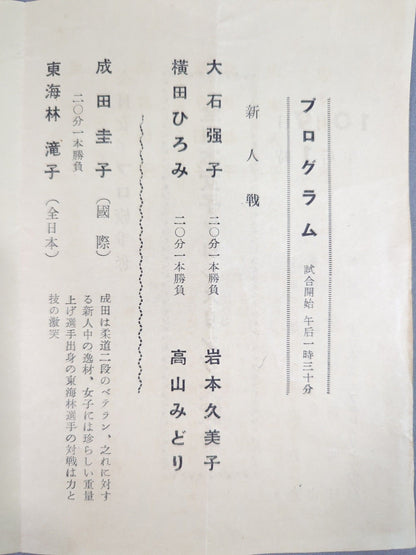 プログラム 試合開始 午后一時三十分
新人戦
大石强子 二〇分一本勝負 岩本久美子
横田ひろみ 二〇分一本勝負 高山みどり
成田圭子(國際)
二〇分一本勝負
東海林滝子(全日本)
成田は柔道二段のベテラン、之れに対す
る新人中の逸材、女子には珍らしい重量
上げ選手出身の東海林選手の対戦は力と
技の激突